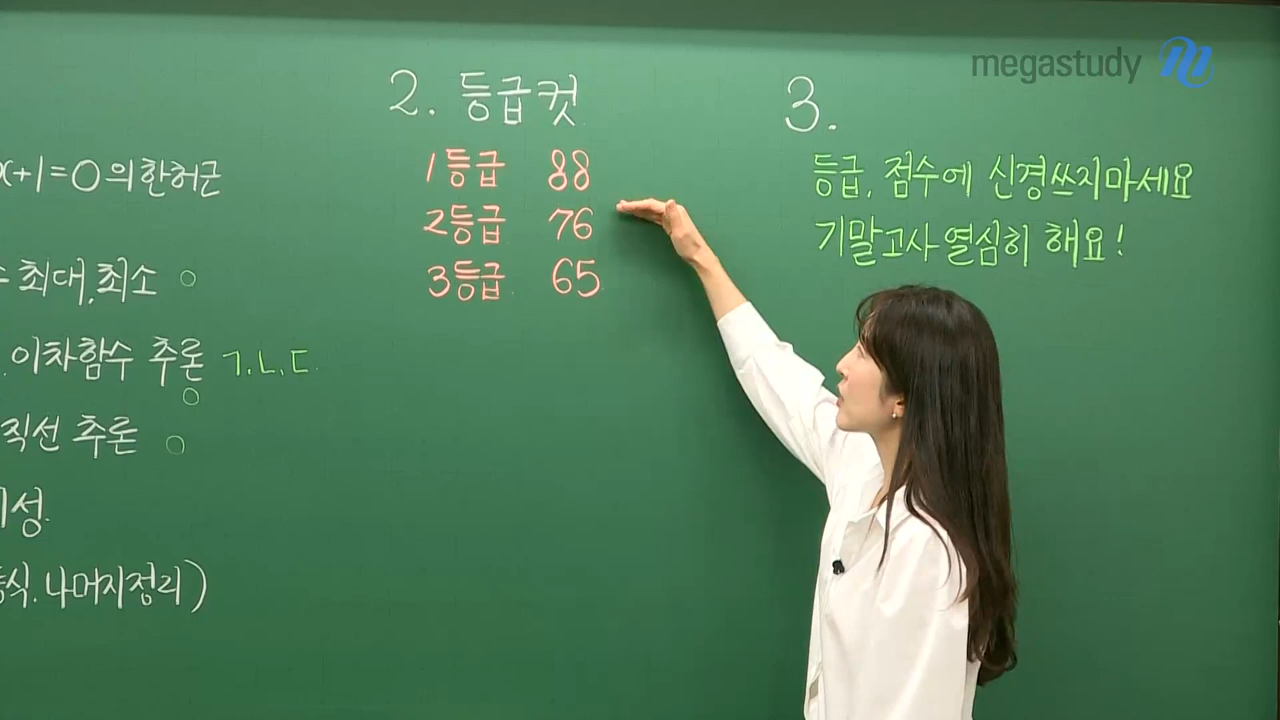 megastudy
x+1=0의 한허근
최대,최소
이차함수 추론 ㄱ.ㄴ.ㄷ
직선 추론
나머지정리)
2. 등급컷
1등급 88
2등급 76
3등급 65
3.
등급, 점수에 신경쓰지마세요
기말고사 열심히 해요!